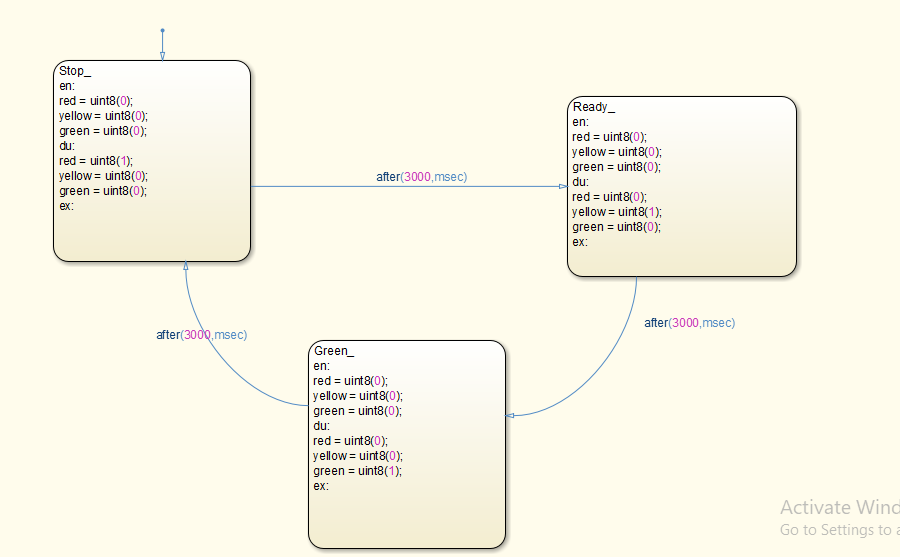 Stop_
en:
red = uint8(0);
yellow = uint8(0);
green = uint8(0);
du:
red = uint8(1);
yellow = uint8(0);
green = uint8(0);
ex:
after(3000,msec)
Ready_
en:
red = uint8(0);
yellow = uint8(0);
green = uint8(0);
du:
red = uint8(0);
yellow = uint8(1);
green = uint8(0);
ex:
after(3000,msec)
after(3000,msec)
Green_
en:
red = uint8(0);
yellow = uint8(0);
green = uint8(0);
du:
red = uint8(0);
yellow = uint8(0);
green = uint8(1);
ex:
Activate Wind
Go to Settings to a